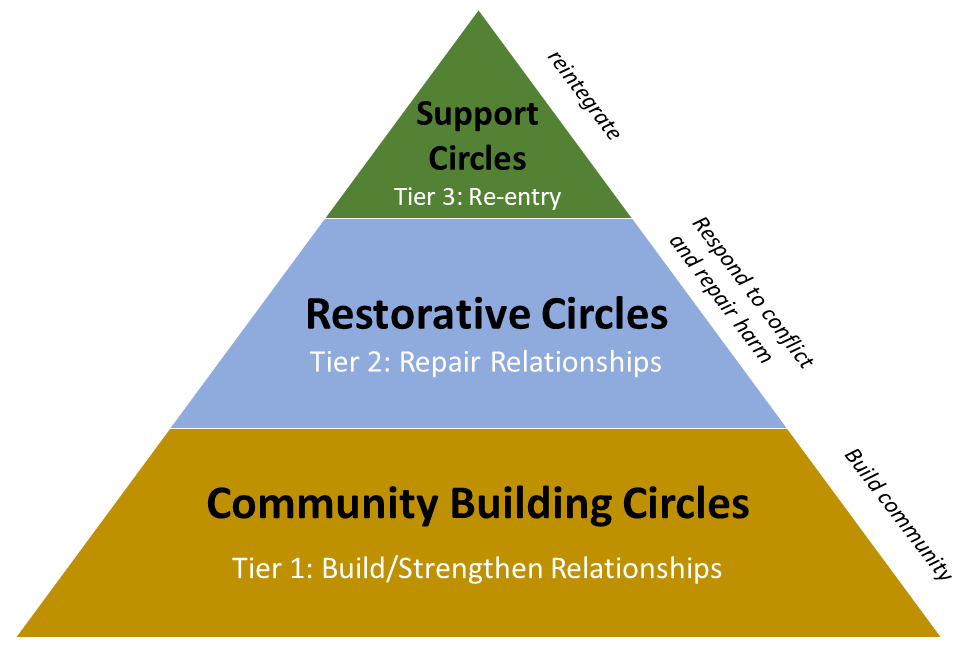 Support
Circles
Tier 3: Re-entry
reintegrate
Restorative Circles
Tier 2: Repair Relationships
Respond to conflict
and repair harm
Community Building Circles
Tier 1: Build/Strengthen Relationships
Build community